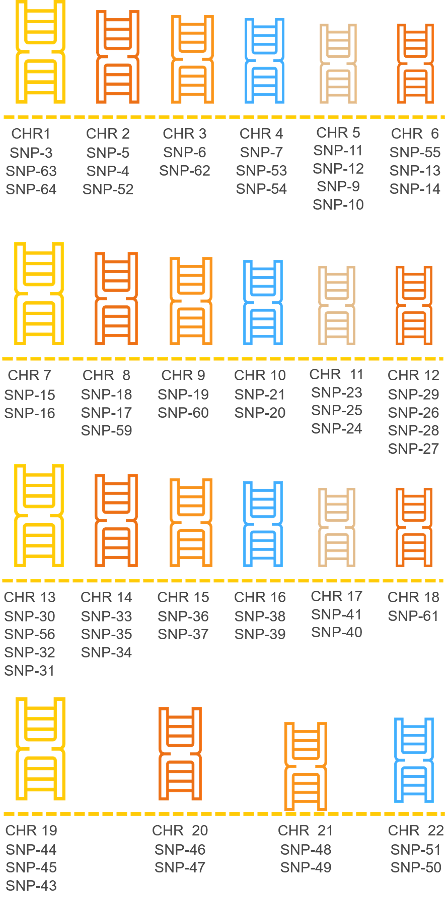 CHR1 CHR 2 CHR 3 CHR 4 CHR 5 CHR 6
SNP-3 SNP-5 SNP-6 SNP-7 SNP-11 SNP-55
SNP-63 SNP-4 SNP-62 SNP-53 SNP-12 SNP-13
SNP-64 SNP-52 SNP-54 SNP-9 SNP-14
SNP-10
CHR 7 CHR 8 CHR 9 CHR 10 CHR 11 CHR 12
SNP-15 SNP-18 SNP-19 SNP-21 SNP-23 SNP-29
SNP-16 SNP-17 SNP-60 SNP-20 SNP-25 SNP-26
SNP-59 SNP-24 SNP-28
SNP-27
CHR 13 CHR 14 CHR 15 CHR 16 CHR 17 CHR 18
SNP-30 SNP-33 SNP-36 SNP-38 SNP-41 SNP-61
SNP-56 SNP-35 SNP-37 SNP-39 SNP-40
SNP-32 SNP-34
SNP-31
CHR 19 CHR 20 CHR 21 CHR 22
SNP-44 SNP-46 SNP-48 SNP-51
SNP-45 SNP-47 SNP-49 SNP-50
SNP-43